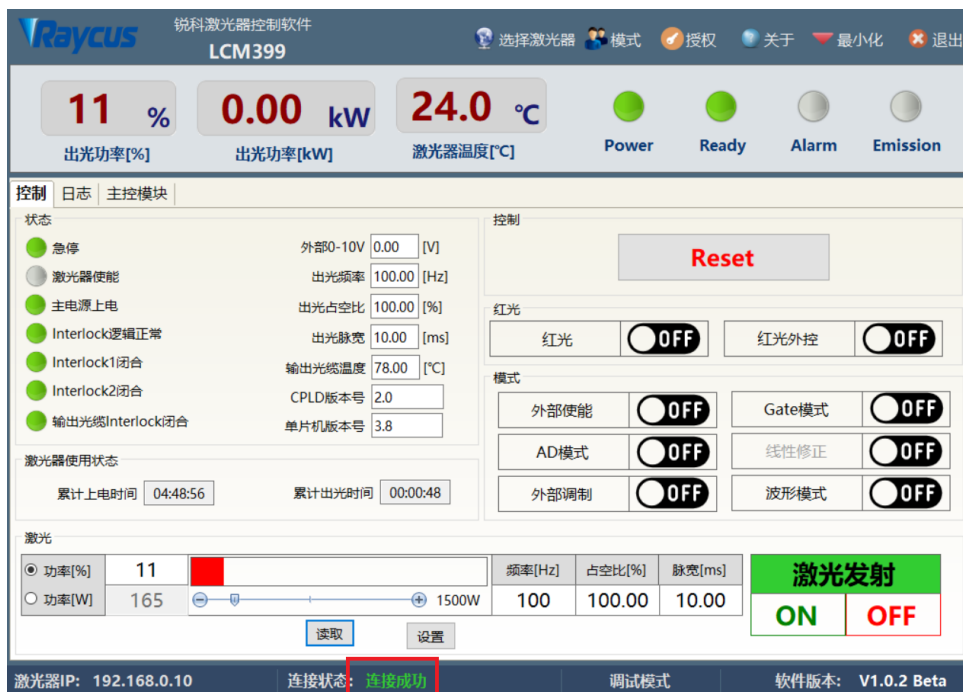 Raycus
锐科激光器控制软件
LCM399
选择激光器 模式 授权 关于 最小化 退出
11 %
0.00 kW
24.0 ℃
出光功率[%]
出光功率[kW]
激光器温度[℃]
Power Ready Alarm Emission
控制 日志 主控模块
状态
急停
激光器使能
主电源上电
Interlock逻辑正常
Interlock1闭合
Interlock2闭合
输出光缆Interlock闭合
外部0-10V 0.00 [V]
出光频率 100.00 [Hz]
出光占空比 100.00 [%]
出光脉宽 10.00 [ms]
输出光缆温度 78.00 [℃]
CPLD版本号 2.0
单片机版本号 3.8
激光器使用状态
累计上电时间 04:48:56
累计出光时间 00:00:48
控制
Reset
红光
红光 OFF
红光外控 OFF
模式
外部使能 OFF
Gate模式 OFF
AD模式 OFF
线性修正 OFF
外部调制 OFF
波形模式 OFF
激光
功率[%] 11
功率[W] 165
1500W
读取 设置
频率[Hz] 占空比[%] 脉宽[ms]
100 100.00 10.00
激光发射
ON OFF
激光器IP: 192.168.0.10
连接状态: 连接成功
调试模式
软件版本: V1.0.2 Beta